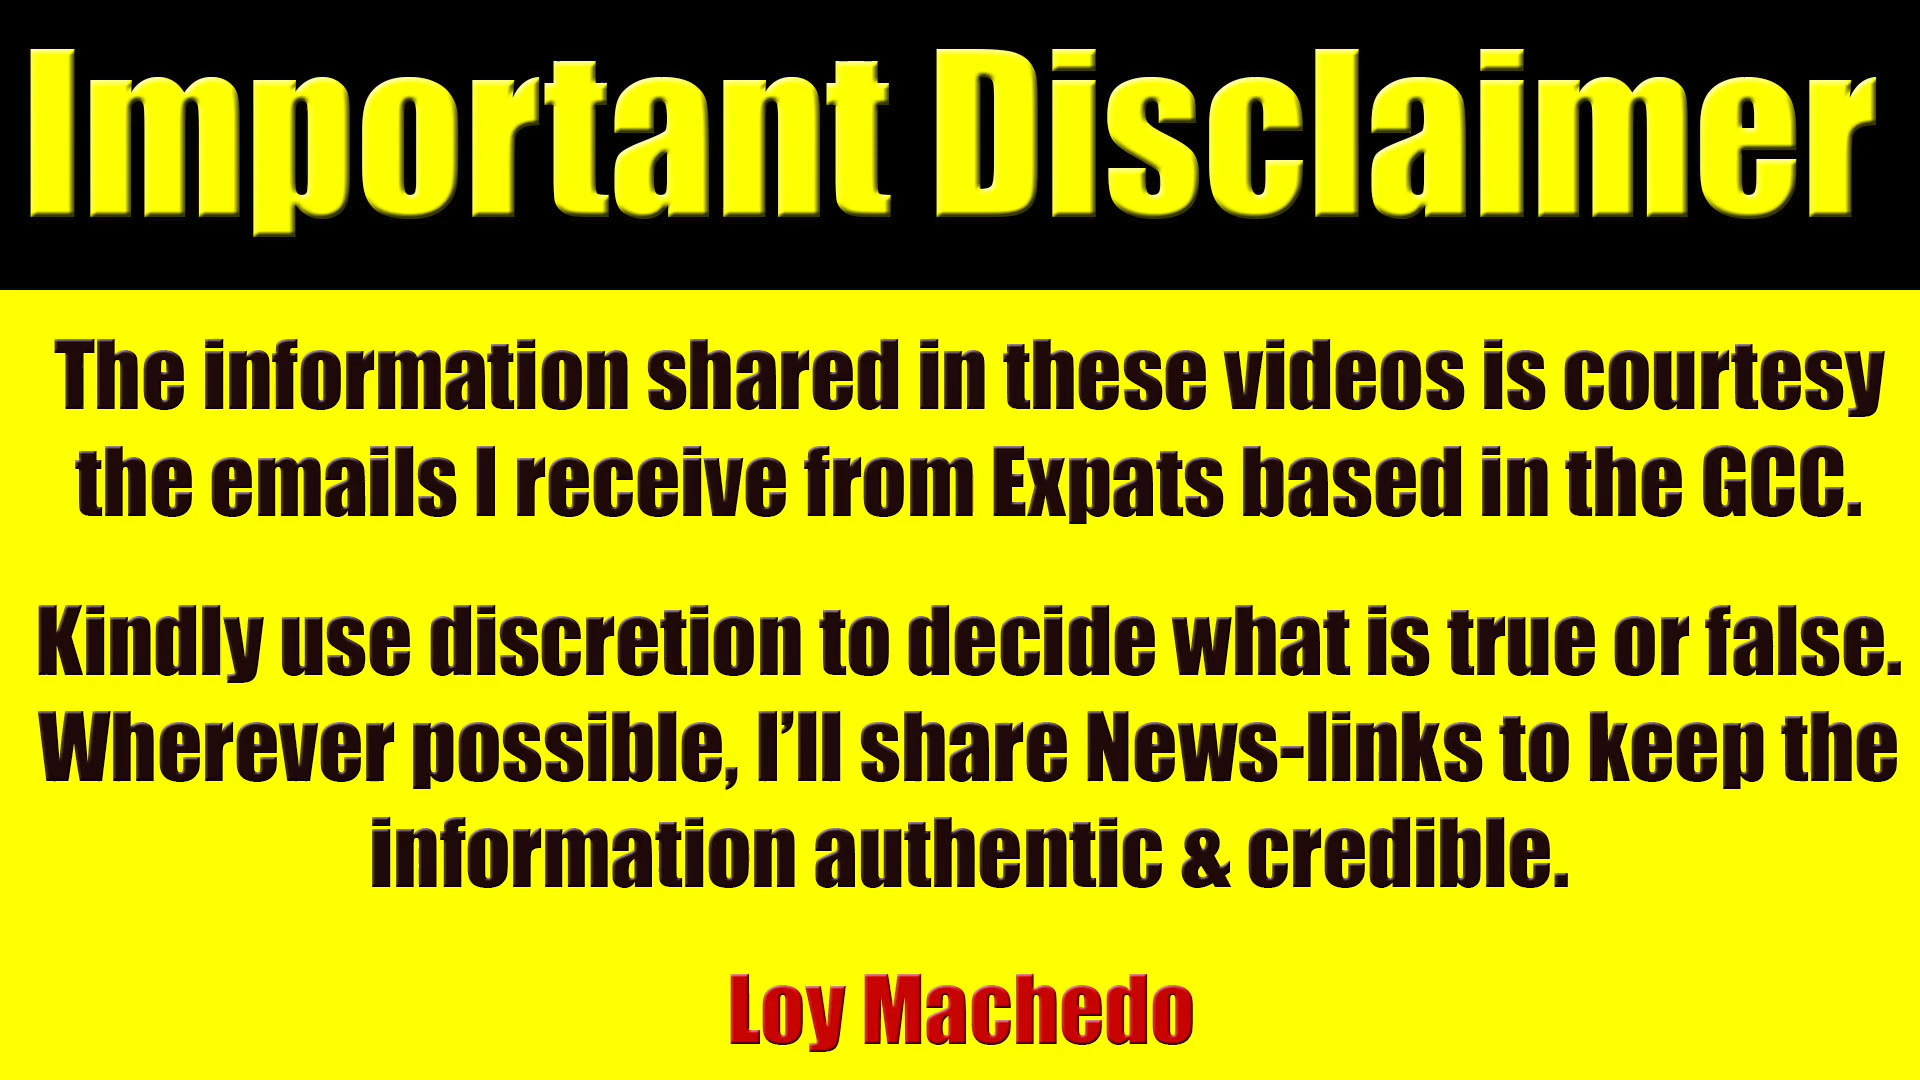 Important Disclaimer
The information shared in these videos is courtesy
the emails I receive from Expats based in the GCC.
Kindly use discretion to decide what is true or false.
Wherever possible, I’ll share News-links to keep the
information authentic & credible.
Loy Machedo